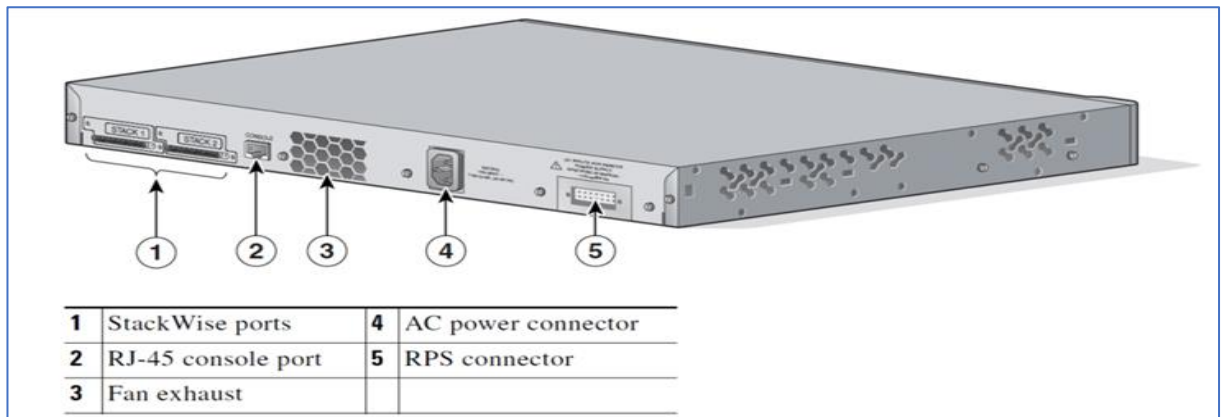 STACK 1
STACK 2
CONSOLE
1
2
3
4
5
1 StackWise ports 4 AC power connector
2 RJ-45 console port 5 RPS connector
3 Fan exhaust